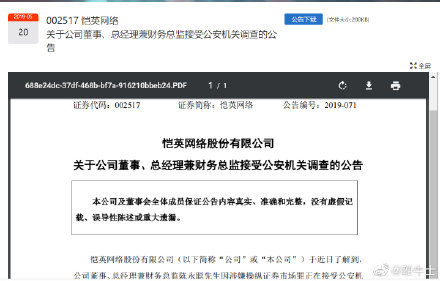 2019-05
20
002517 恺英网络
关于公司董事、总经理兼财务总监接受公安机关调查的公
告
公告下载
(文件大小:200KB)
全屏
688e24dc-37df-468b-bf7a-916210bbeb24.PDF
1 / 1
证券代码：002517 证券简称：恺英网络 公告编号：2019-071
恺英网络股份有限公司
关于公司董事、总经理兼财务总监接受公安机关调查的公告
本公司及董事会全体成员保证公告内容真实、准确和完整，没有虚假记
载、误导性陈述或重大遗漏。
恺英网络股份有限公司（以下简称“公司”或“本公司”）于近日了解到，
公司董事、总经理兼财务总监陈永聪先生因涉嫌操纵证券市场罪正在接受公安机